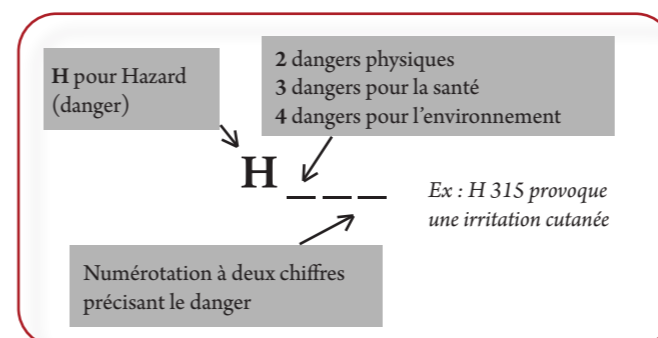 H pour Hazard
(danger)
2 dangers physiques
3 dangers pour la santé
4 dangers pour l’environnement
H _ _ _
Ex : H 315 provoque
une irritation cutanée
Numérotation à deux chiffres
précisant le danger